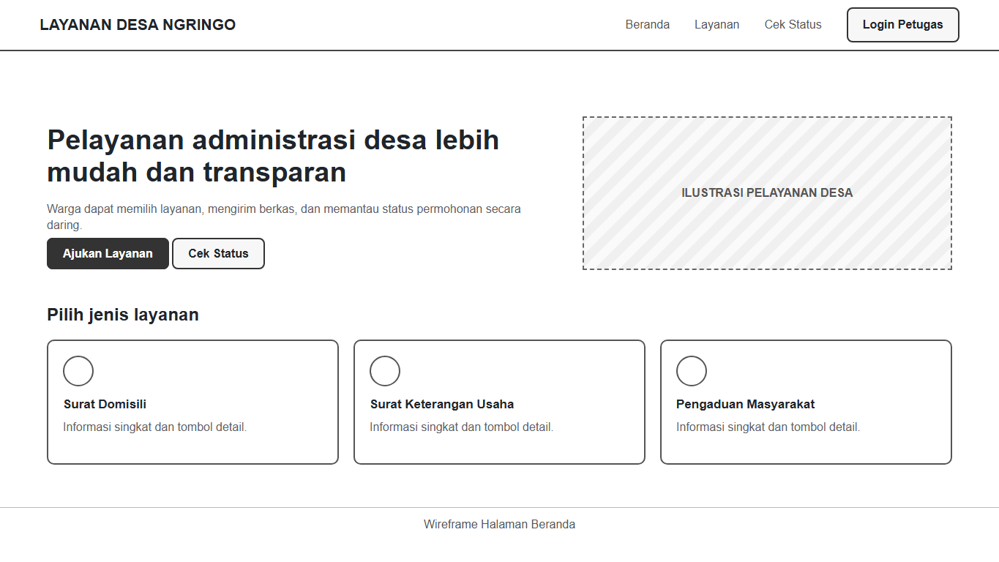 LAYANAN DESA NGRINGO
Beranda
Layanan
Cek Status
Login Petugas
Pelayanan administrasi desa lebih
mudah dan transparan
Warga dapat memilih layanan, mengirim berkas, dan memantau status permohonan secara
daring.
Ajukan Layanan
Cek Status
ILUSTRASI PELAYANAN DESA
Pilih jenis layanan
Surat Domisili
Informasi singkat dan tombol detail.
Surat Keterangan Usaha
Informasi singkat dan tombol detail.
Pengaduan Masyarakat
Informasi singkat dan tombol detail.
Wireframe Halaman Beranda